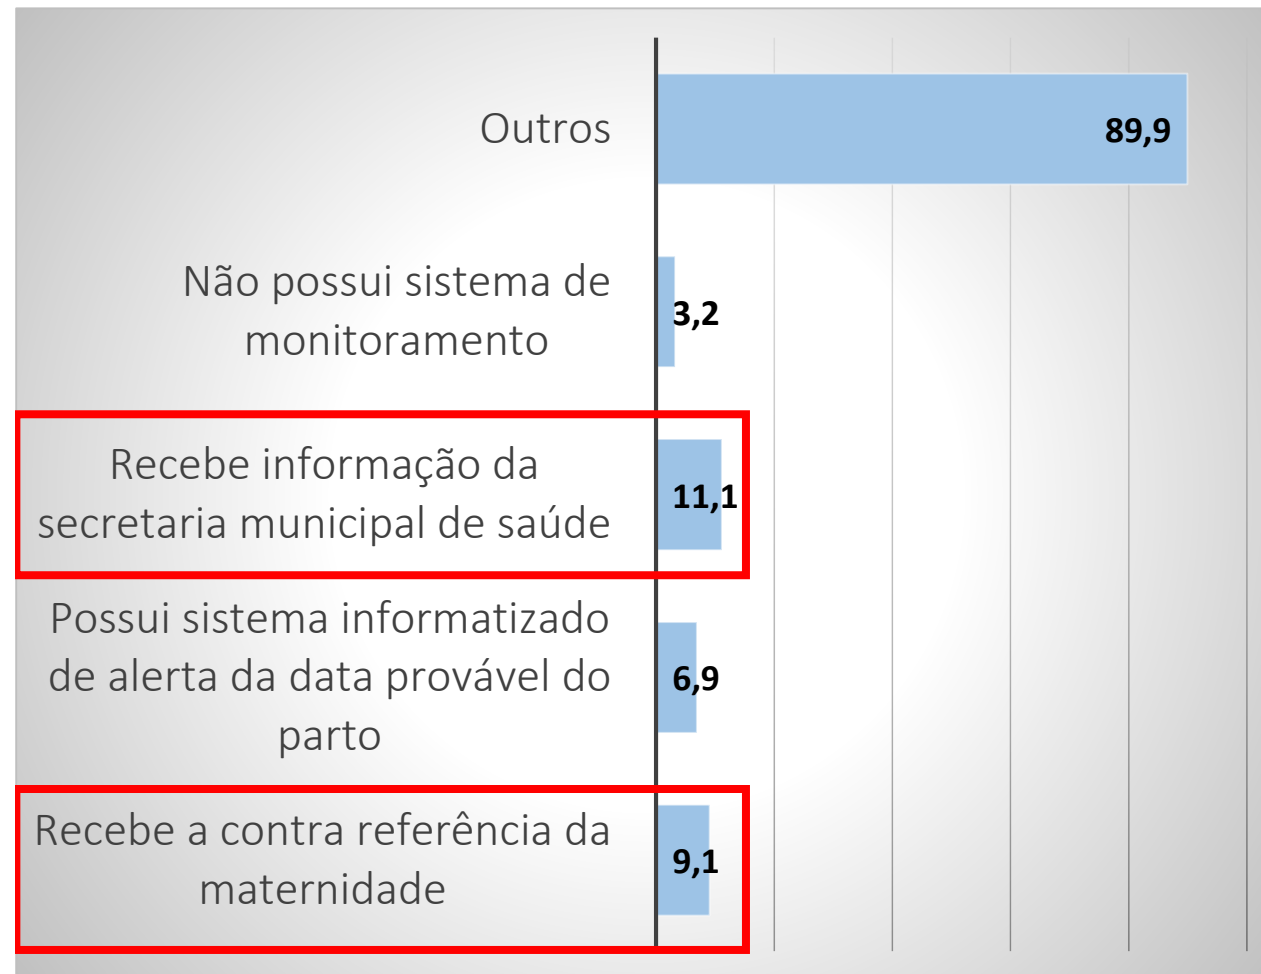 Outros
89,9
Não possui sistema de
monitoramento
3,2
Recebe informação da
secretaria municipal de saúde
11,1
Possui sistema informatizado
de alerta da data provável do
parto
6,9
Recebe a contra referência da
maternidade
9,1